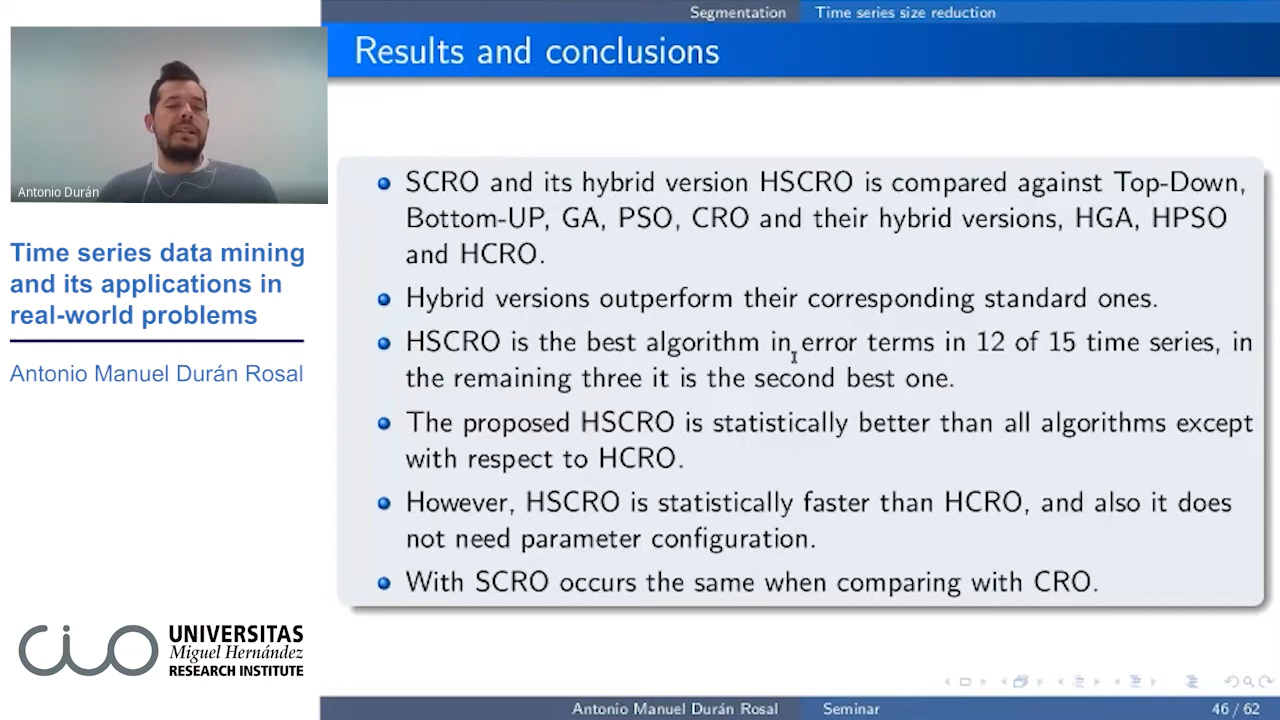 Segmentation Time series size reduction
Results and conclusions
Antonio Durán
Time series data mining
and its applications in
real-world problems
Antonio Manuel Durán Rosal
SCRO and its hybrid version HSCRO is compared against Top-Down,
Bottom-UP, GA, PSO, CRO and their hybrid versions, HGA, HPSO
and HCRO.
Hybrid versions outperform their corresponding standard ones.
HSCRO is the best algorithm in error terms in 12 of 15 time series, in
the remaining three it is the second best one.
The proposed HSCRO is statistically better than all algorithms except
with respect to HCRO.
However, HSCRO is statistically faster than HCRO, and also it does
not need parameter configuration.
With SCRO occurs the same when comparing with CRO.
CIO
UNIVERSITAS
Miguel Hernández
RESEARCH INSTITUTE
Antonio Manuel Durán Rosal Seminar 46 / 62